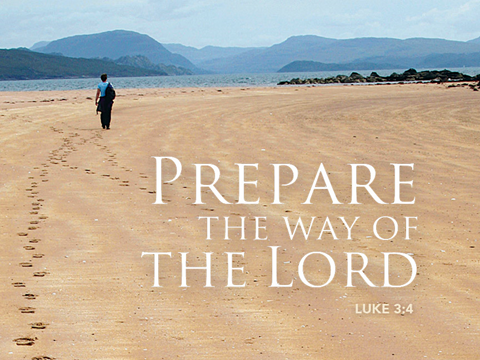 Prepare
the way of
the Lord
LUKE 3:4